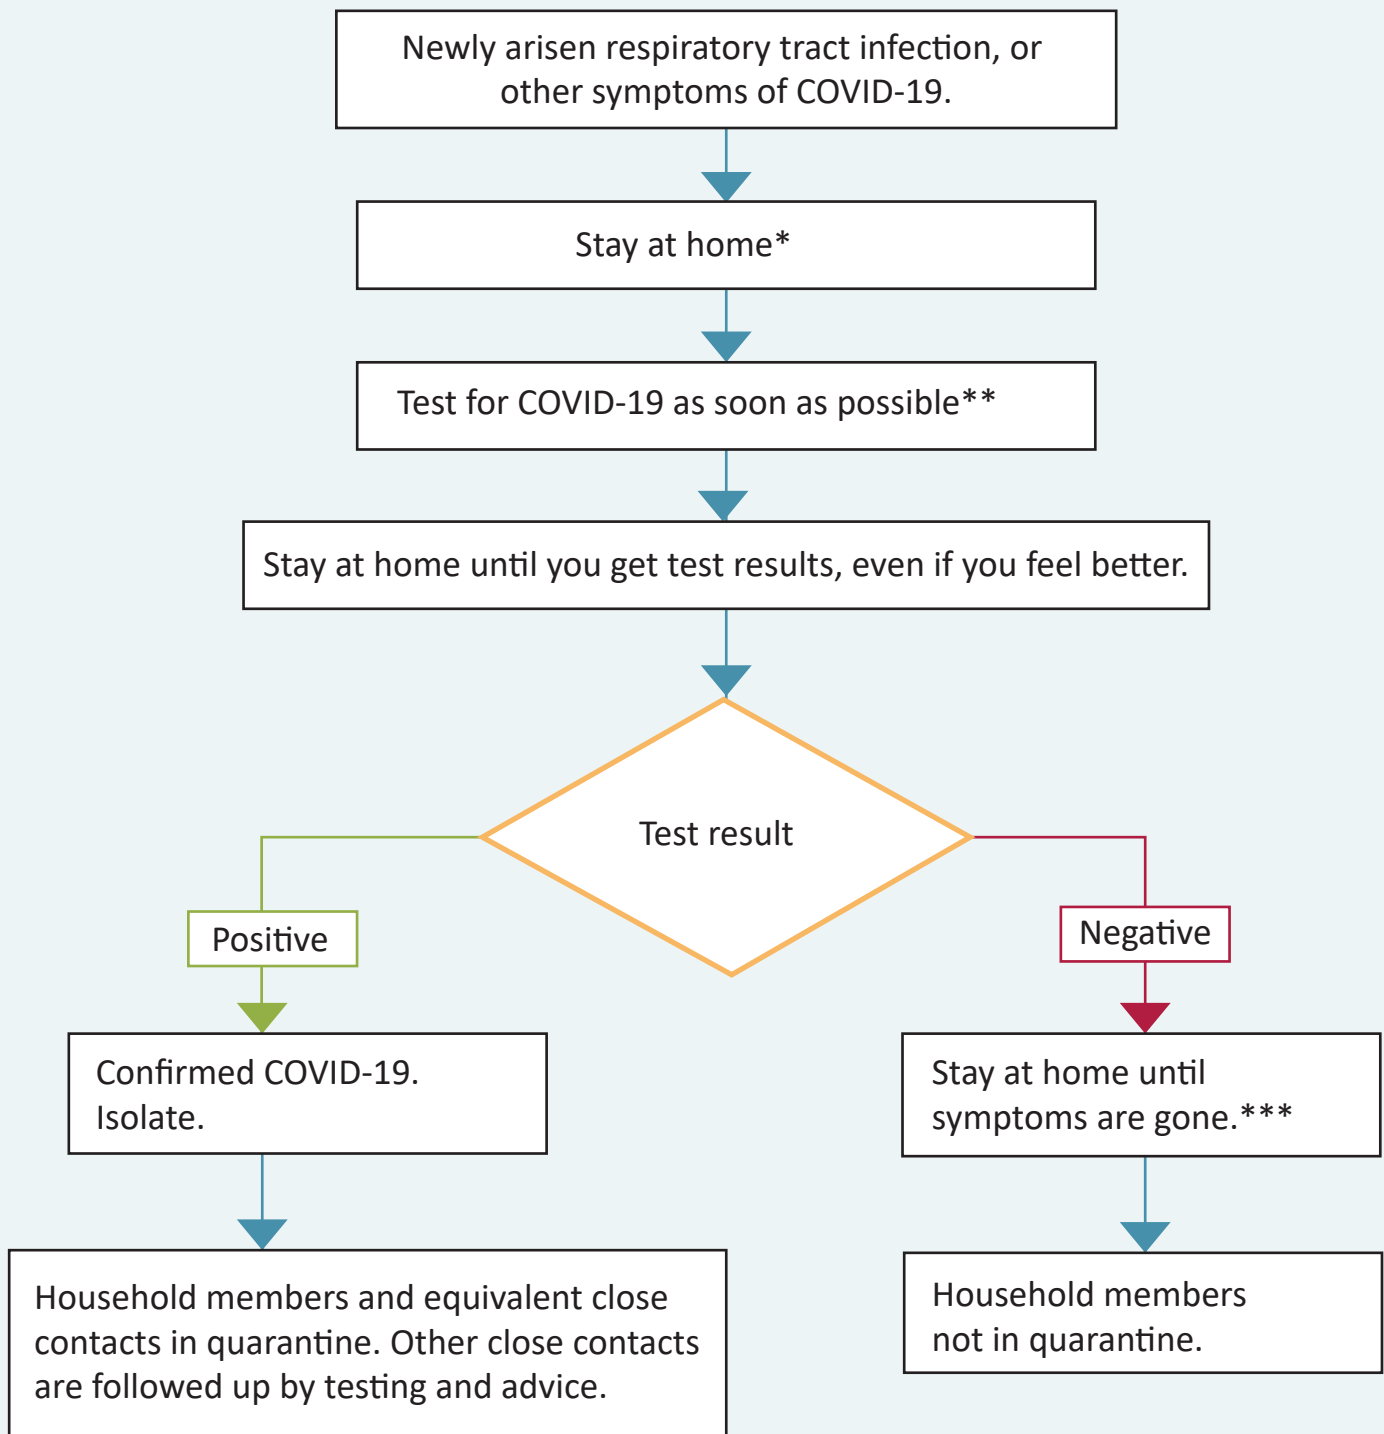 Newly arisen respiratory tract infection, or
other symptoms of COVID-19.
Stay at home*
Test for COVID-19 as soon as possible**
Stay at home until you get test results, even if you feel better.
Test result
Positive
Negative
Confirmed COVID-19.
Isolate.
Stay at home until
symptoms are gone.***
Household members and equivalent close
contacts in quarantine. Other close contacts
are followed up by testing and advice.
Household members
not in quarantine.